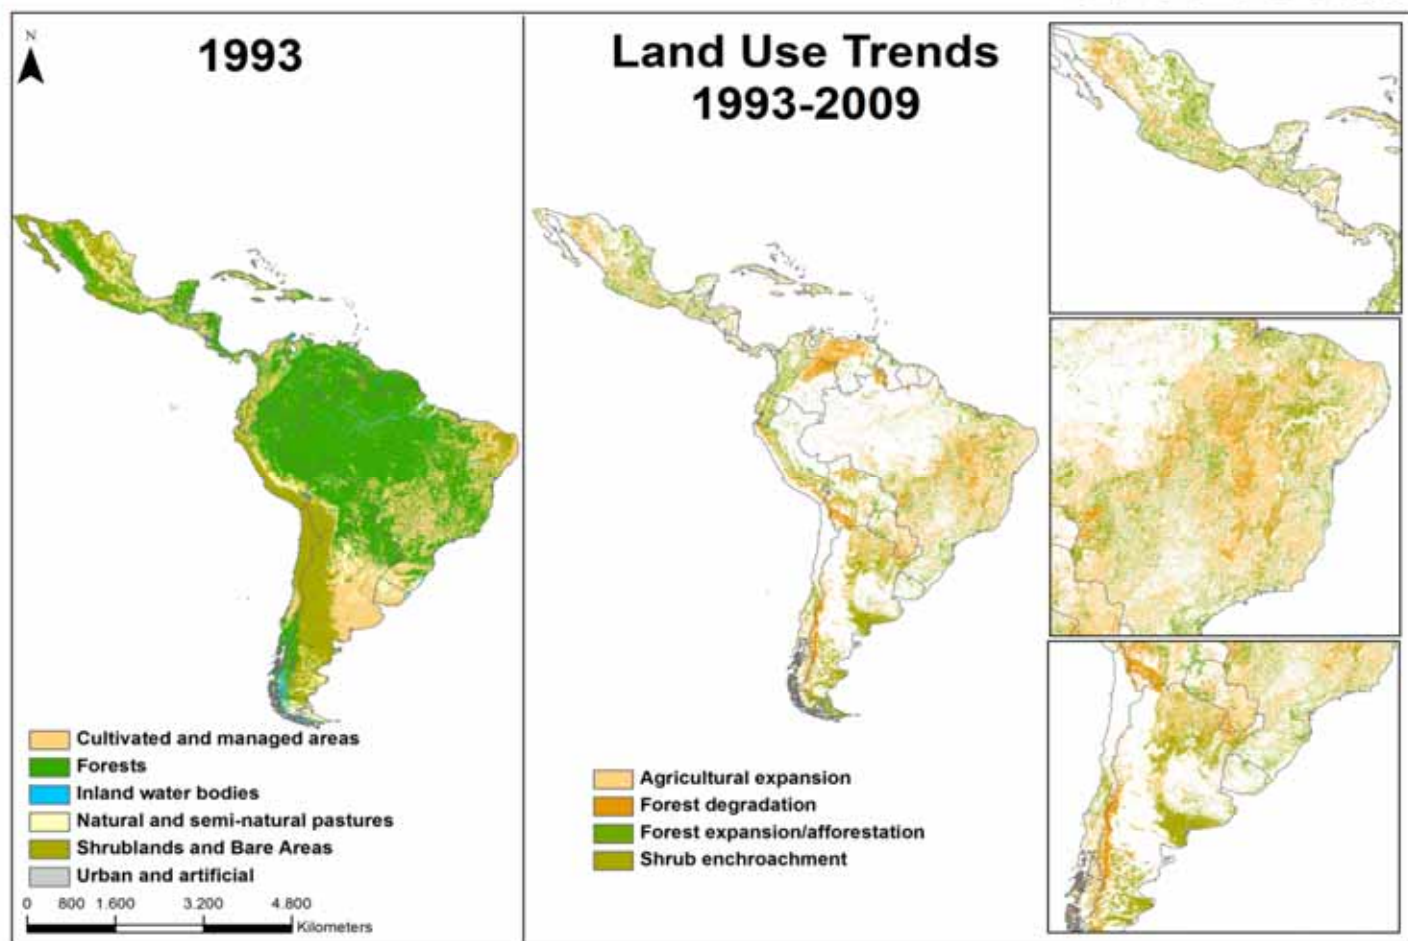 N
1993
Land Use Trends
1993-2009
Cultivated and managed areas
Forests
Inland water bodies
Natural and semi-natural pastures
Shrublands and Bare Areas
Urban and artificial
0 800 1.600 3.200 4.800
Kilometers
Agricultural expansion
Forest degradation
Forest expansion/afforestation
Shrub enchroachment